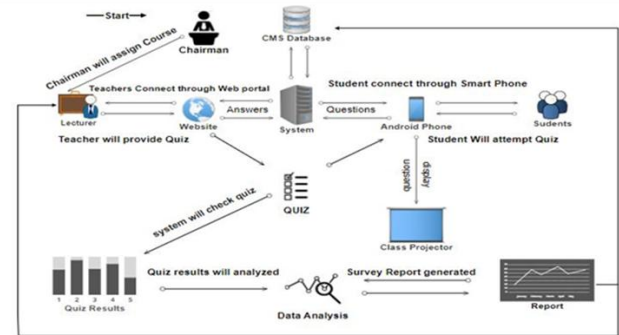 Start
Chairman
CMS Database
Chairman will assign Course
Teachers Connect through Web portal
Student connect through Smart Phone
Lecturer
Website
Answers
System
Questions
Android Phone
Sudents
Teacher will provide Quiz
Student Will attempt Quiz
display
question
QUIZ
system will check quiz
Class Projector
1 2 3 4 5
Quiz Results
Quiz results will analyzed
Data Analysis
Survey Report generated
Report